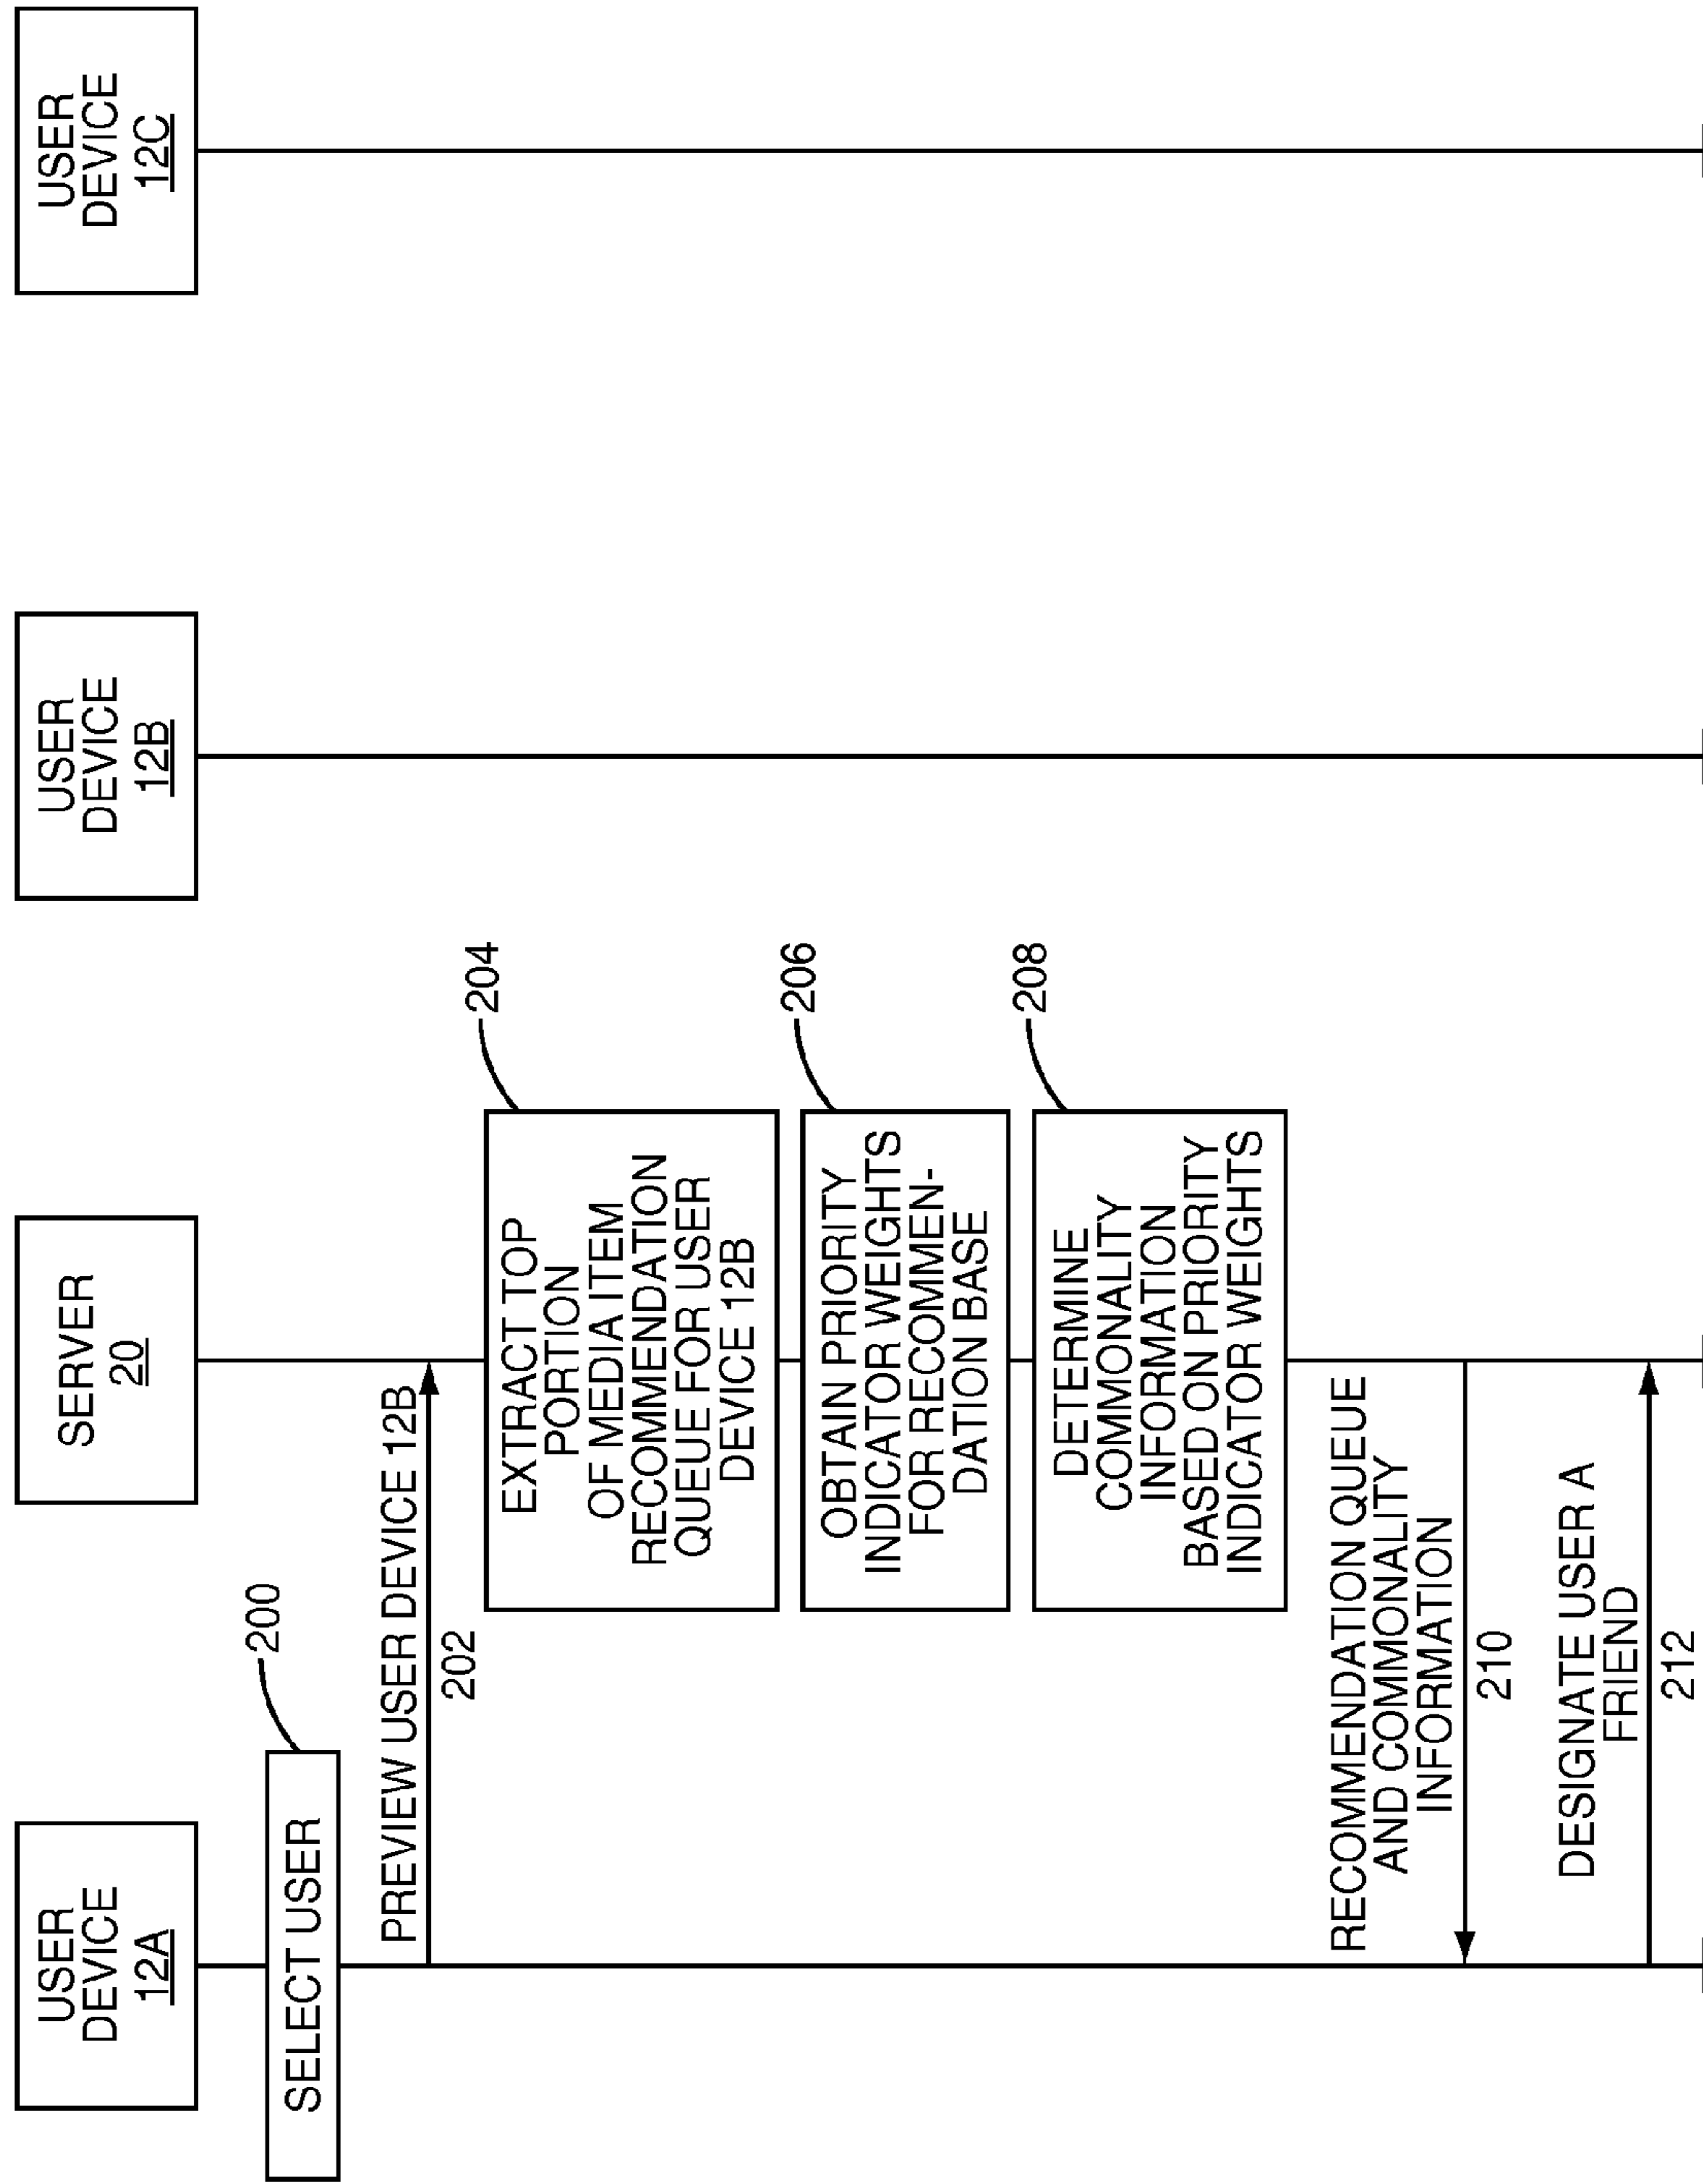 USER
DEVICE
12A
SERVER
20
USER
DEVICE
12B
USER
DEVICE
12C
200
SELECT USER
PREVIEW USER DEVICE 12B
202
204
EXTRACT TOP
PORTION
OF MEDIA ITEM
RECOMMENDATION
QUEUE FOR USER
DEVICE 12B
206
OBTAIN PRIORITY
INDICATOR WEIGHTS
FOR RECOMMEN-
DATION BASE
208
DETERMINE
COMMONALITY
INFORMATION
BASED ON PRIORITY
INDICATOR WEIGHTS
RECOMMENDATION QUEUE
AND COMMONALITY
INFORMATION
210
DESIGNATE USER A
FRIEND
212